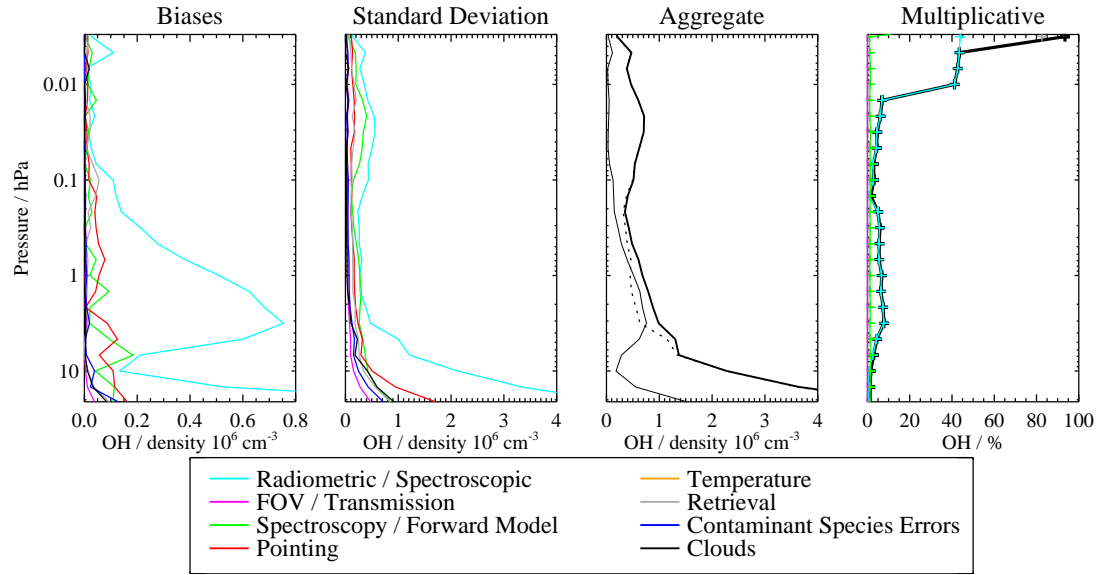 Biases
Standard Deviation
Aggregate
Multiplicative
Pressure / hPa
0.01
0.1
1
10
0.0 0.2 0.4 0.6 0.8
OH / density 10⁶ cm⁻³
0 1 2 3 4
OH / density 10⁶ cm⁻³
0 1 2 3 4
OH / density 10⁶ cm⁻³
0 20 40 60 80 100
OH / %
Radiometric / Spectroscopic
FOV / Transmission
Spectroscopy / Forward Model
Pointing
Temperature
Retrieval
Contaminant Species Errors
Clouds